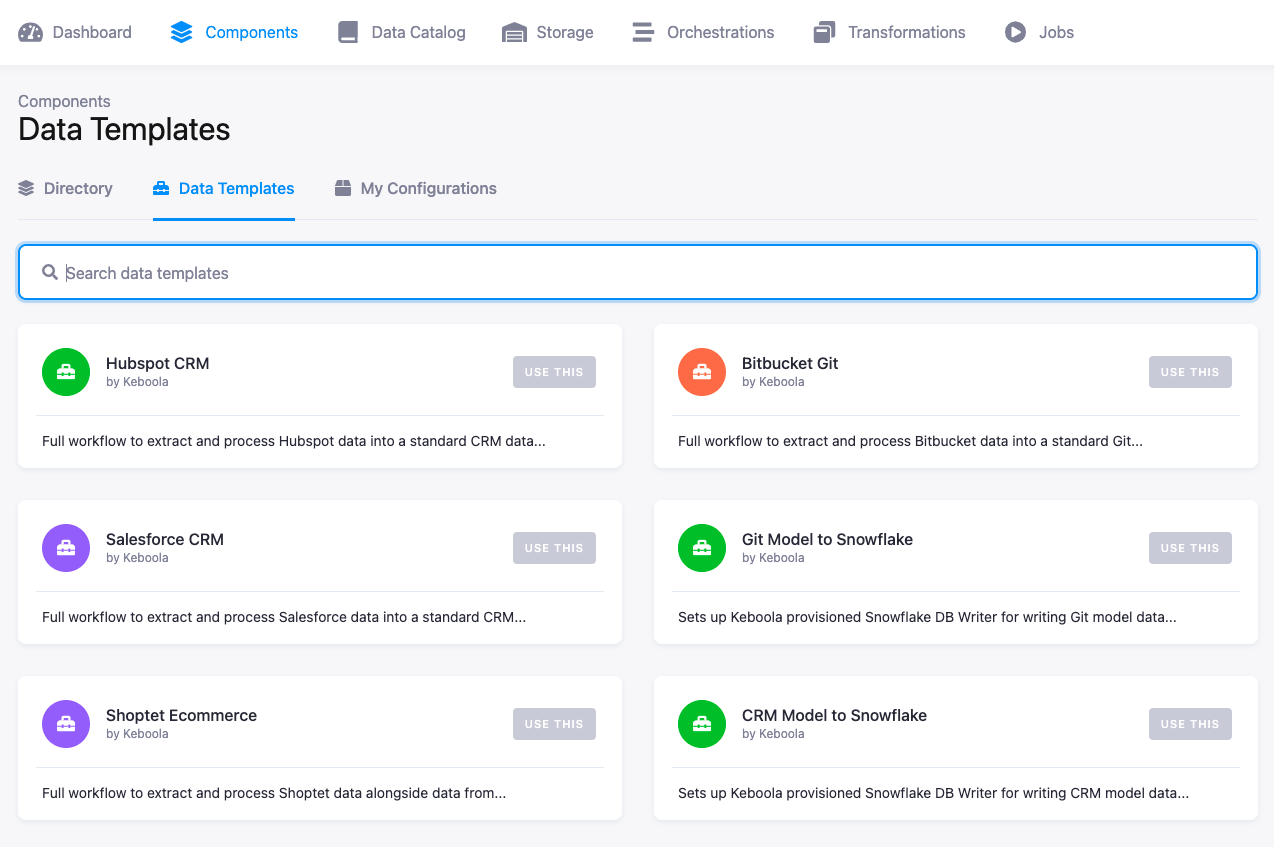 Dashboard Components Data Catalog Storage Orchestrations Transformations Jobs
Components
Data Templates
Directory Data Templates My Configurations
Search data templates
Hubspot CRM
by Keboola
USE THIS
Full workflow to extract and process Hubspot data into a standard CRM data...
Bitbucket Git
by Keboola
USE THIS
Full workflow to extract and process Bitbucket data into a standard Git...
Salesforce CRM
by Keboola
USE THIS
Full workflow to extract and process Salesforce data into a standard CRM...
Git Model to Snowflake
by Keboola
USE THIS
Sets up Keboola provisioned Snowflake DB Writer for writing Git model data...
Shoptet Ecommerce
by Keboola
USE THIS
Full workflow to extract and process Shoptet data alongside data from...
CRM Model to Snowflake
by Keboola
USE THIS
Sets up Keboola provisioned Snowflake DB Writer for writing CRM model data...